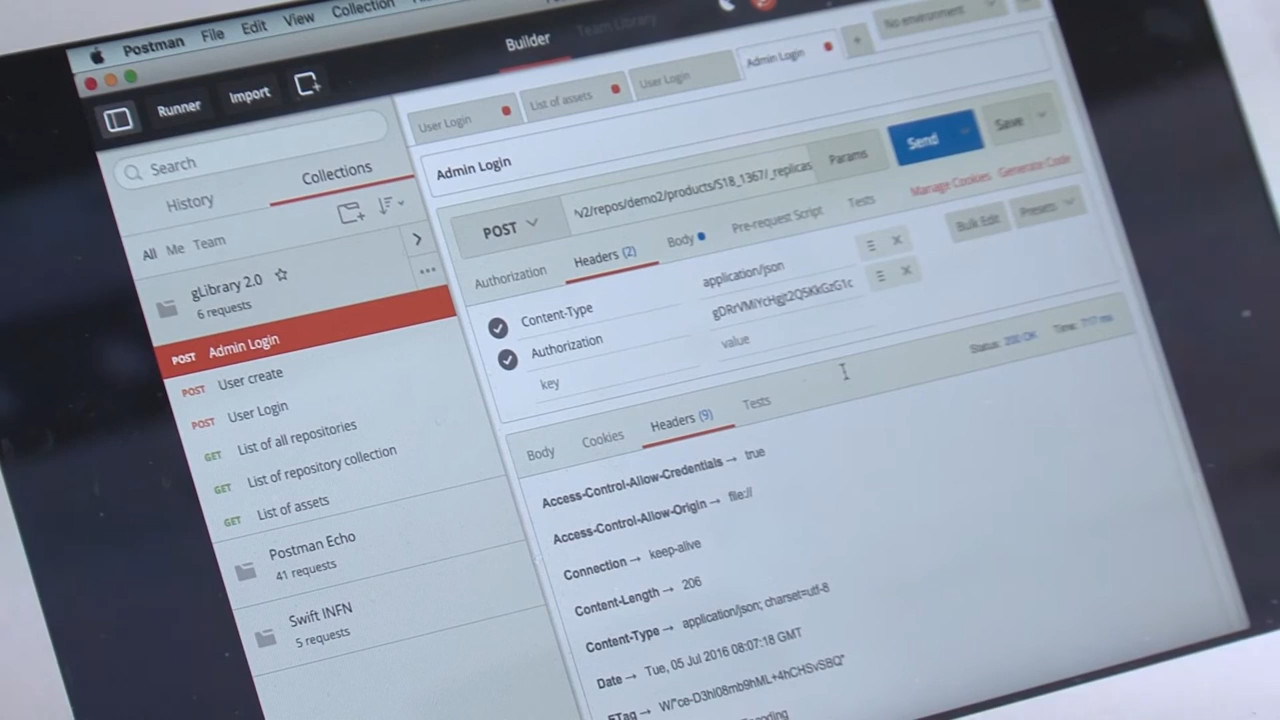 Postman File Edit View Collection
Builder Team Library
Runner Import
No environment
User Login List of assets User Login Admin Login +
Search
History Collections
All Me Team
gLibrary 2.0
6 requests
POST Admin Login
POST User create
POST User Login
GET List of all repositories
GET List of repository collection
GET List of assets
Postman Echo
41 requests
Swift INFN
5 requests
Admin Login
POST v2/repos/demo2/products/S18_1367/_replicas Params Send Save
Authorization Headers (2) Body Pre-request Script Tests Manage Cookies Generate Code
Content-Type application/json Bulk Edit Presets
Authorization
key value
Body Cookies Headers (9) Tests Status: 200 OK Time:
Access-Control-Allow-Credentials → true
Access-Control-Allow-Origin → file://
Connection → keep-alive
Content-Length → 206
Content-Type → application/json; charset=utf-8
Date → Tue, 05 Jul 2016 08:07:18 GMT
ETag →